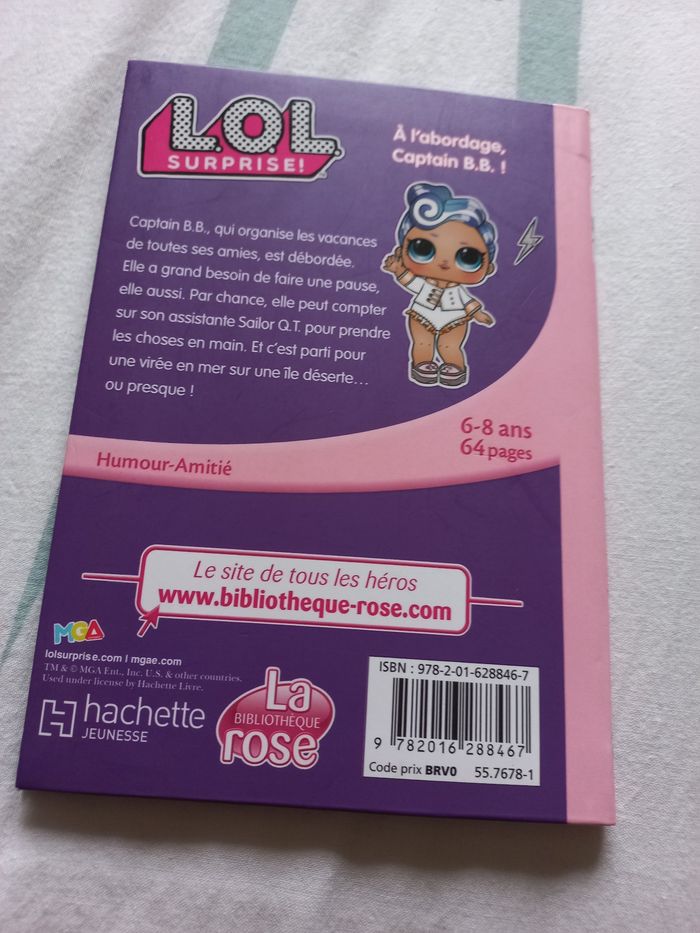 L.O.L.
SURPRISE!
À l'abordage,
Captain B.B. !
Captain B.B., qui organise les vacances
de toutes ses amies, est débordée.
Elle a grand besoin de faire une pause,
elle aussi. Par chance, elle peut compter
sur son assistante Sailor Q.T. pour prendre
les choses en main. Et c'est parti pour
une virée en mer sur une île déserte...
ou presque !
6-8 ans
64 pages
Humour-Amitié
Le site de tous les héros
www.bibliotheque-rose.com
MGA
lolsurprise.com | mgae.com
TM & © MGA Ent., Inc. U.S. & other countries.
Used under license by Hachette Livre.
hachette
JEUNESSE
La
BIBLIOTHÈQUE
rose
ISBN : 978-2-01-628846-7
9 782016 288467
Code prix BRV0 55.7678-1